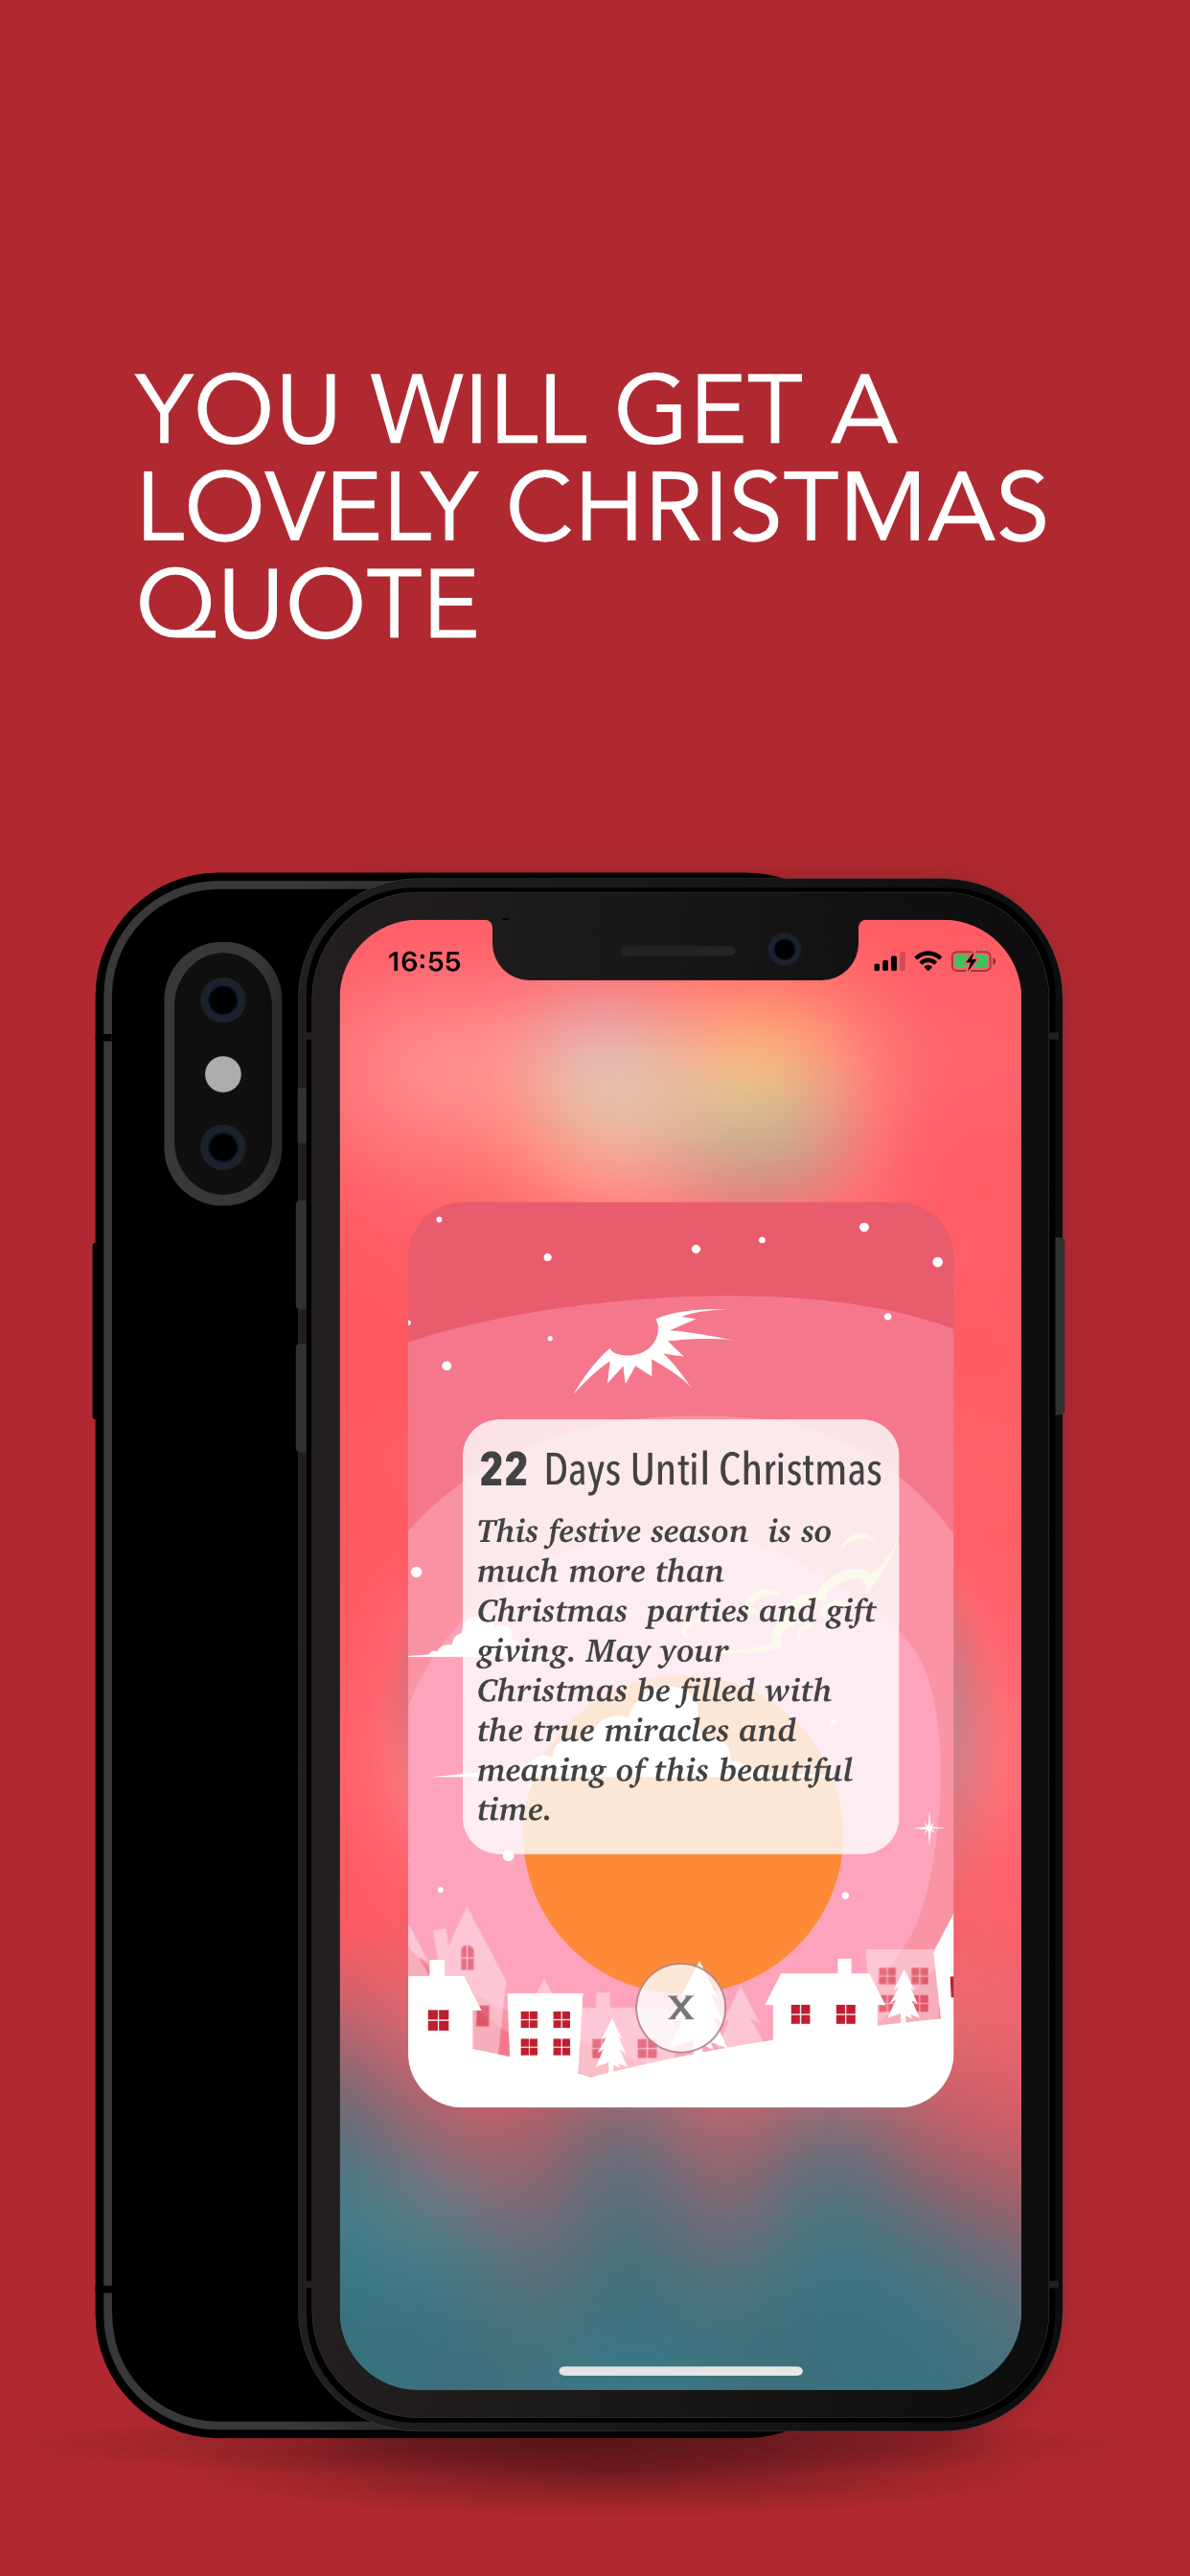 YOU WILL GET A
LOVELY CHRISTMAS
QUOTE
16:55
22 Days Until Christmas
This festive season  is so
much more than
Christmas  parties and gift
giving. May your
Christmas be filled with
the true miracles and
meaning of this beautiful
time.
X